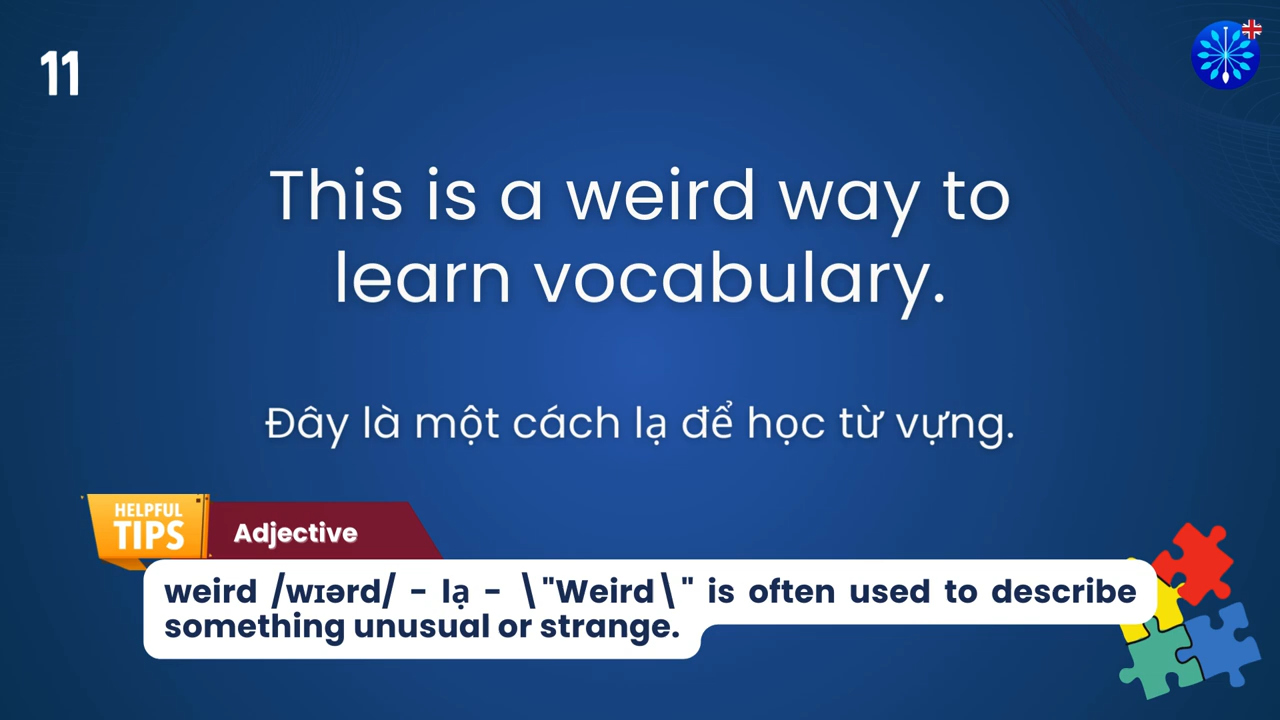 11
This is a weird way to
learn vocabulary.
Đây là một cách lạ để học từ vựng.
HELPFUL
TIPS
Adjective
weird /wɪərd/ - lạ - \"Weird\" is often used to describe
something unusual or strange.